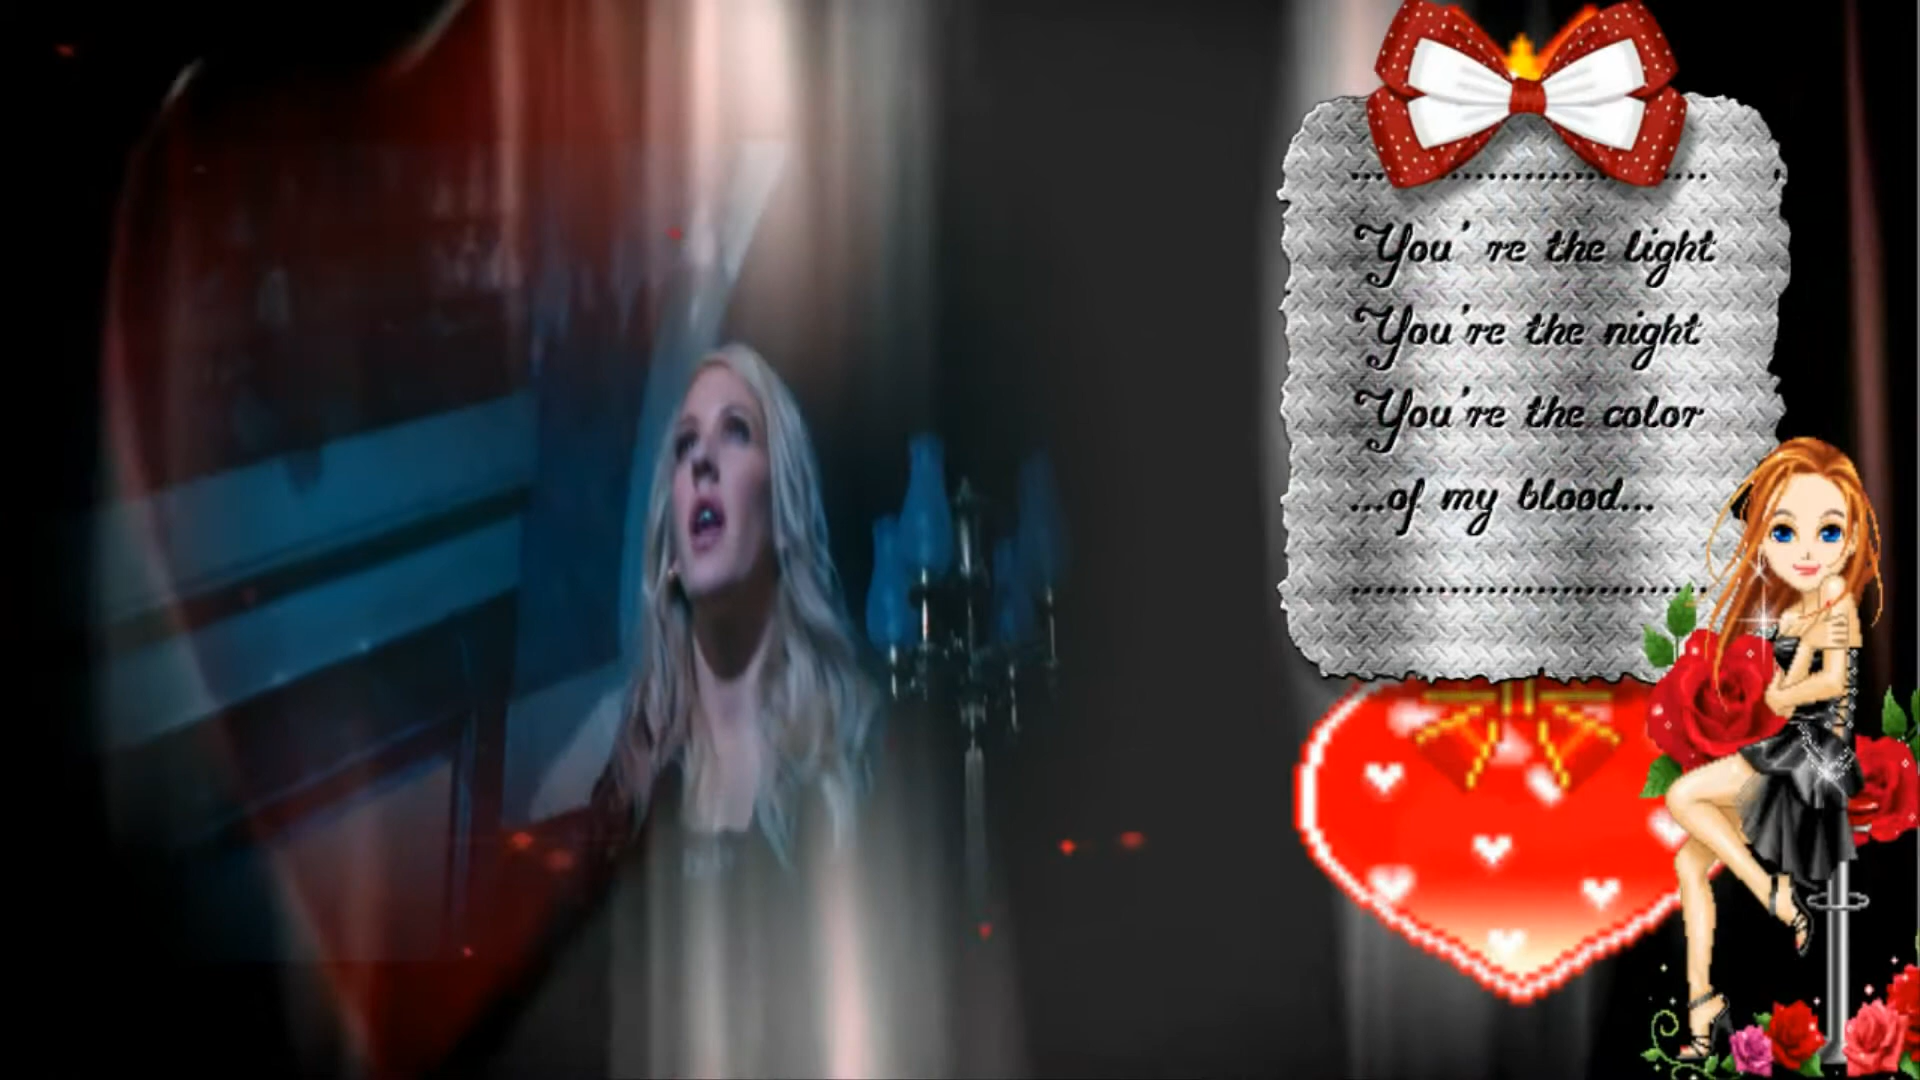 You' re the light
You're the night
You're the color
...of my blood...